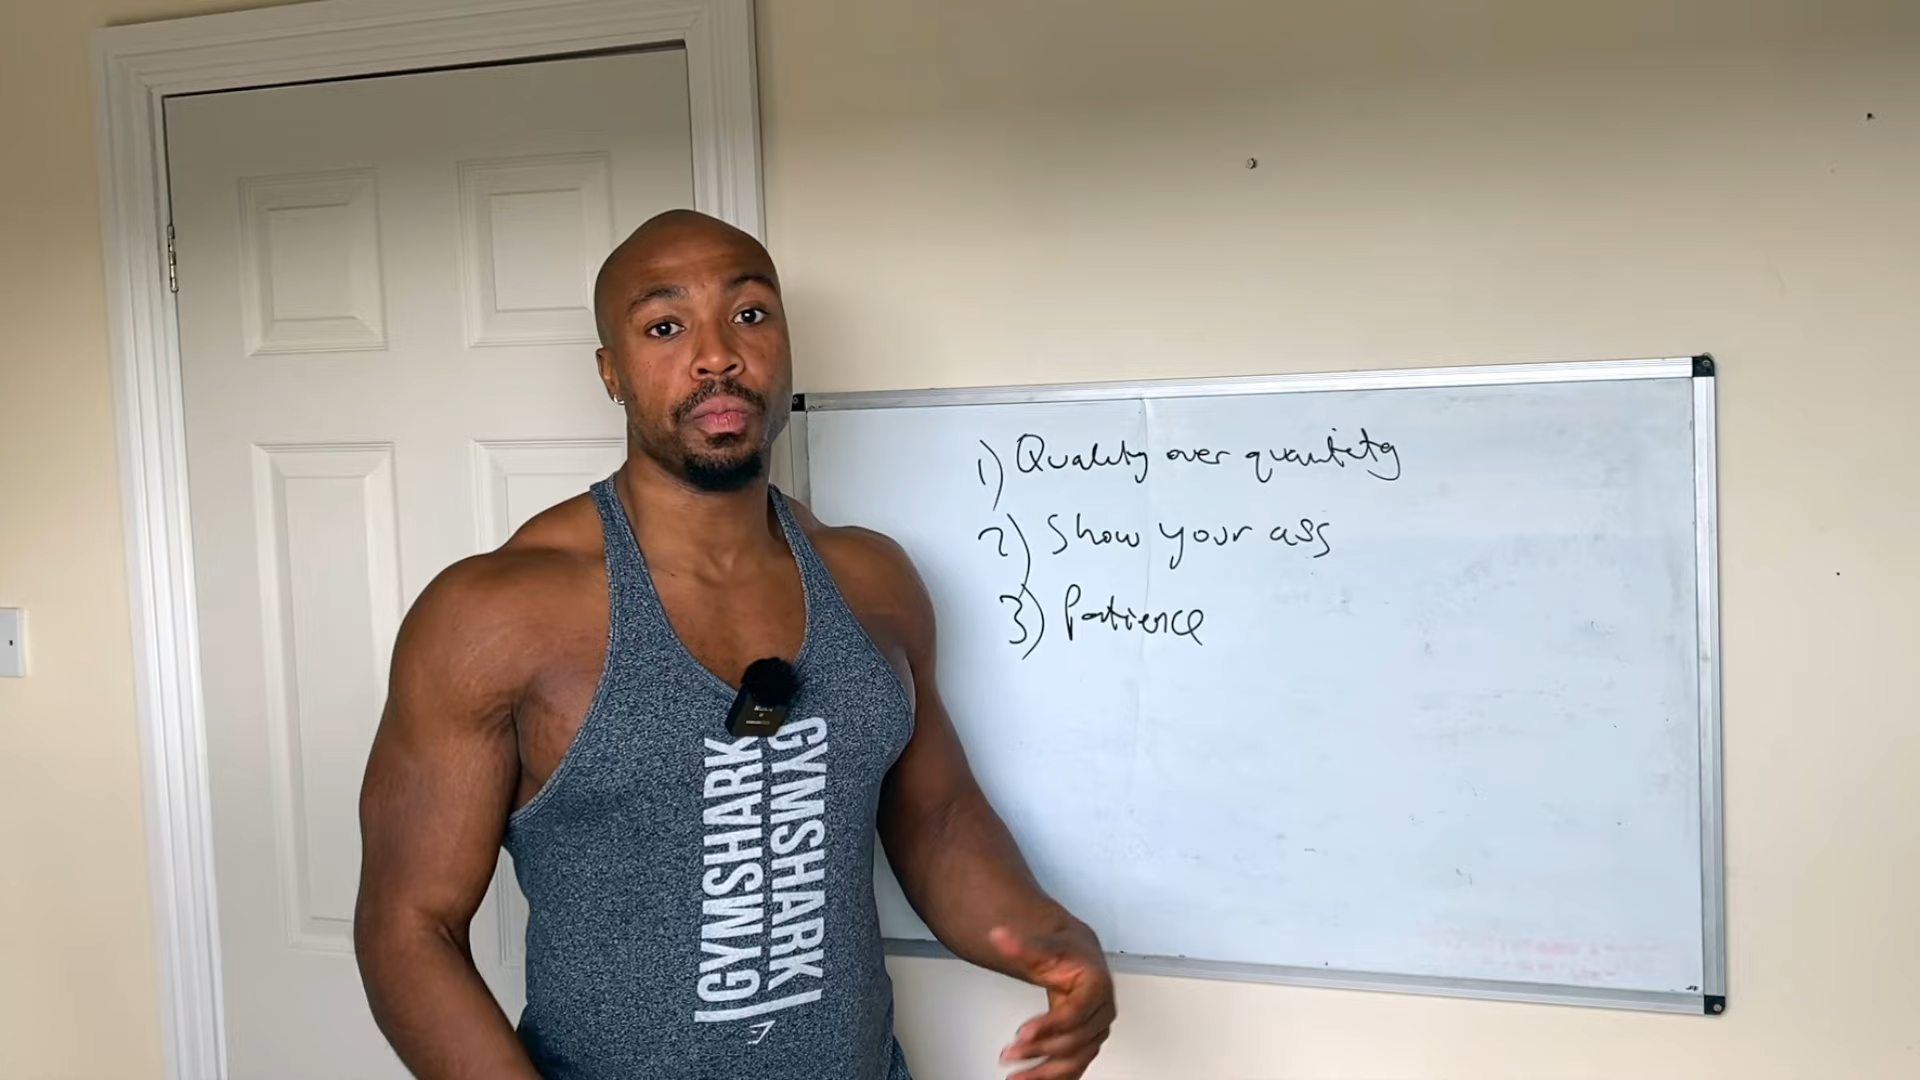 1) Quality over quantity
2) Show your ass
3) Patience
GYMSHARK
GYMSHARK